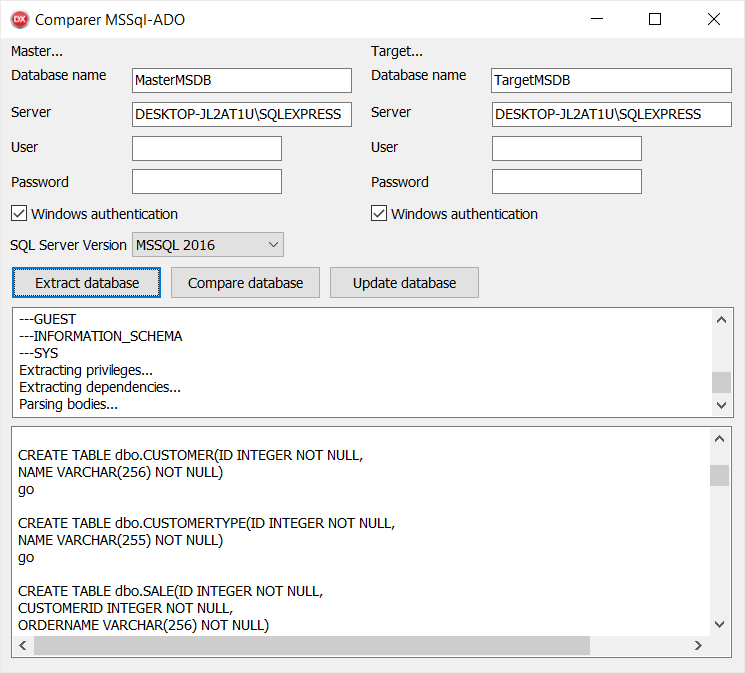 DX Comparer MSSql-ADO
Master... Target...
Database name MasterMSDB Database name TargetMSDB
Server DESKTOP-JL2AT1U\SQLEXPRESS Server DESKTOP-JL2AT1U\SQLEXPRESS
User User
Password Password
Windows authentication Windows authentication
SQL Server Version MSSQL 2016
Extract database Compare database Update database
---GUEST
---INFORMATION_SCHEMA
---SYS
Extracting privileges...
Extracting dependencies...
Parsing bodies...
CREATE TABLE dbo.CUSTOMER(ID INTEGER NOT NULL,
NAME VARCHAR(256) NOT NULL)
go
CREATE TABLE dbo.CUSTOMERTYPE(ID INTEGER NOT NULL,
NAME VARCHAR(255) NOT NULL)
go
CREATE TABLE dbo.SALE(ID INTEGER NOT NULL,
CUSTOMERID INTEGER NOT NULL,
ORDERNAME VARCHAR(256) NOT NULL)